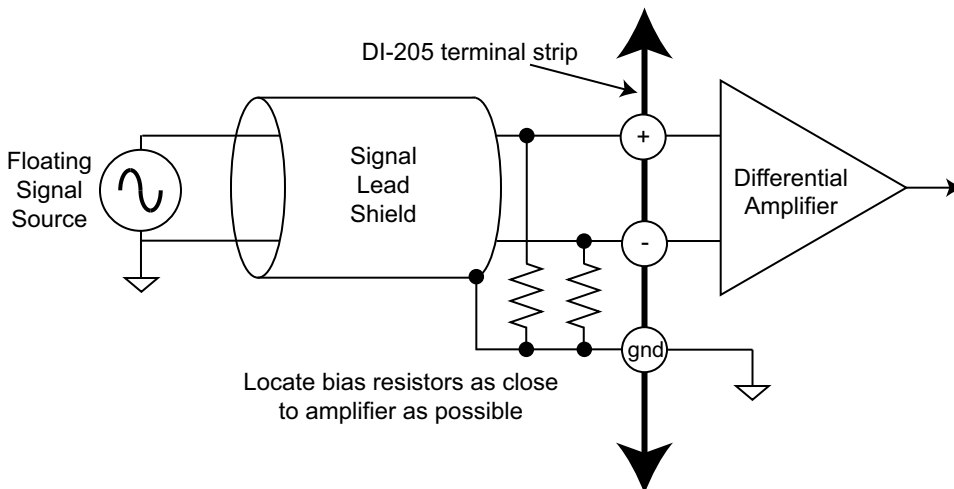 DI-205 terminal strip
Floating
Signal
Source
Signal
Lead
Shield
+
-
gnd
Differential
Amplifier
Locate bias resistors as close
to amplifier as possible